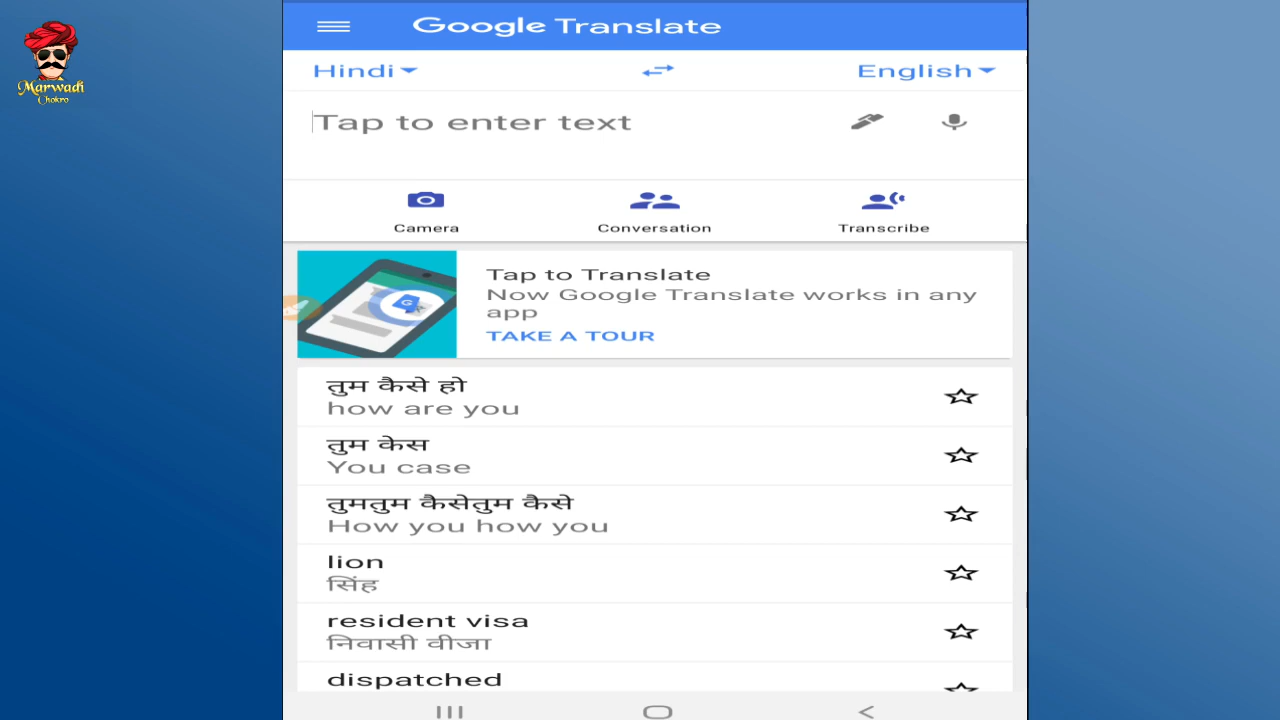 Marwadi
Chokro
Google Translate
Hindi
English
Tap to enter text
Camera
Conversation
Transcribe
Tap to Translate
Now Google Translate works in any
app
TAKE A TOUR
तुम कैसे हो
how are you
तुम केस
You case
तुमतुम कैसेतुम कैसे
How you how you
lion
सिंह
resident visa
निवासी वीजा
dispatched